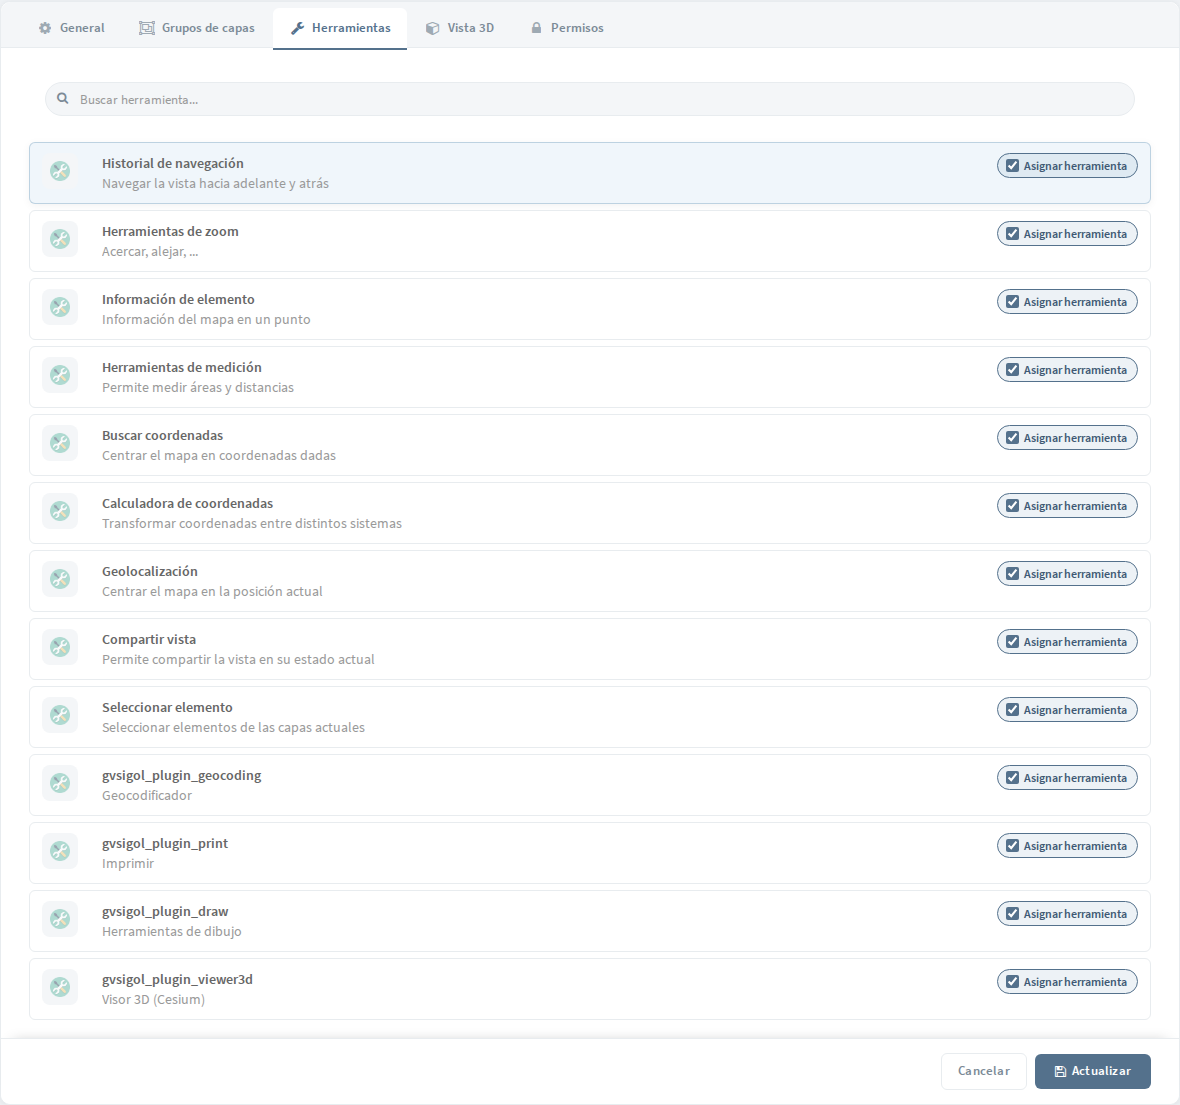 General
Grupos de capas
Herramientas
Vista 3D
Permisos
Buscar herramienta...
Historial de navegación
Asignar herramienta
Navegar la vista hacia adelante y atrás
Herramientas de zoom
Asignar herramienta
Acercar, alejar, ...
Información de elemento
Asignar herramienta
Información del mapa en un punto
Herramientas de medición
Asignar herramienta
Permite medir áreas y distancias
Buscar coordenadas
Asignar herramienta
Centrar el mapa en coordenadas dadas
Calculadora de coordenadas
Asignar herramienta
Transformar coordenadas entre distintos sistemas
Geolocalización
Asignar herramienta
Centrar el mapa en la posición actual
Compartir vista
Asignar herramienta
Permite compartir la vista en su estado actual
Seleccionar elemento
Asignar herramienta
Seleccionar elementos de las capas actuales
gvsigol_plugin_geocoding
Asignar herramienta
Geocodificador
gvsigol_plugin_print
Asignar herramienta
Imprimir
gvsigol_plugin_draw
Asignar herramienta
Herramientas de dibujo
gvsigol_plugin_viewer3d
Asignar herramienta
Visor 3D (Cesium)
Cancelar
Actualizar